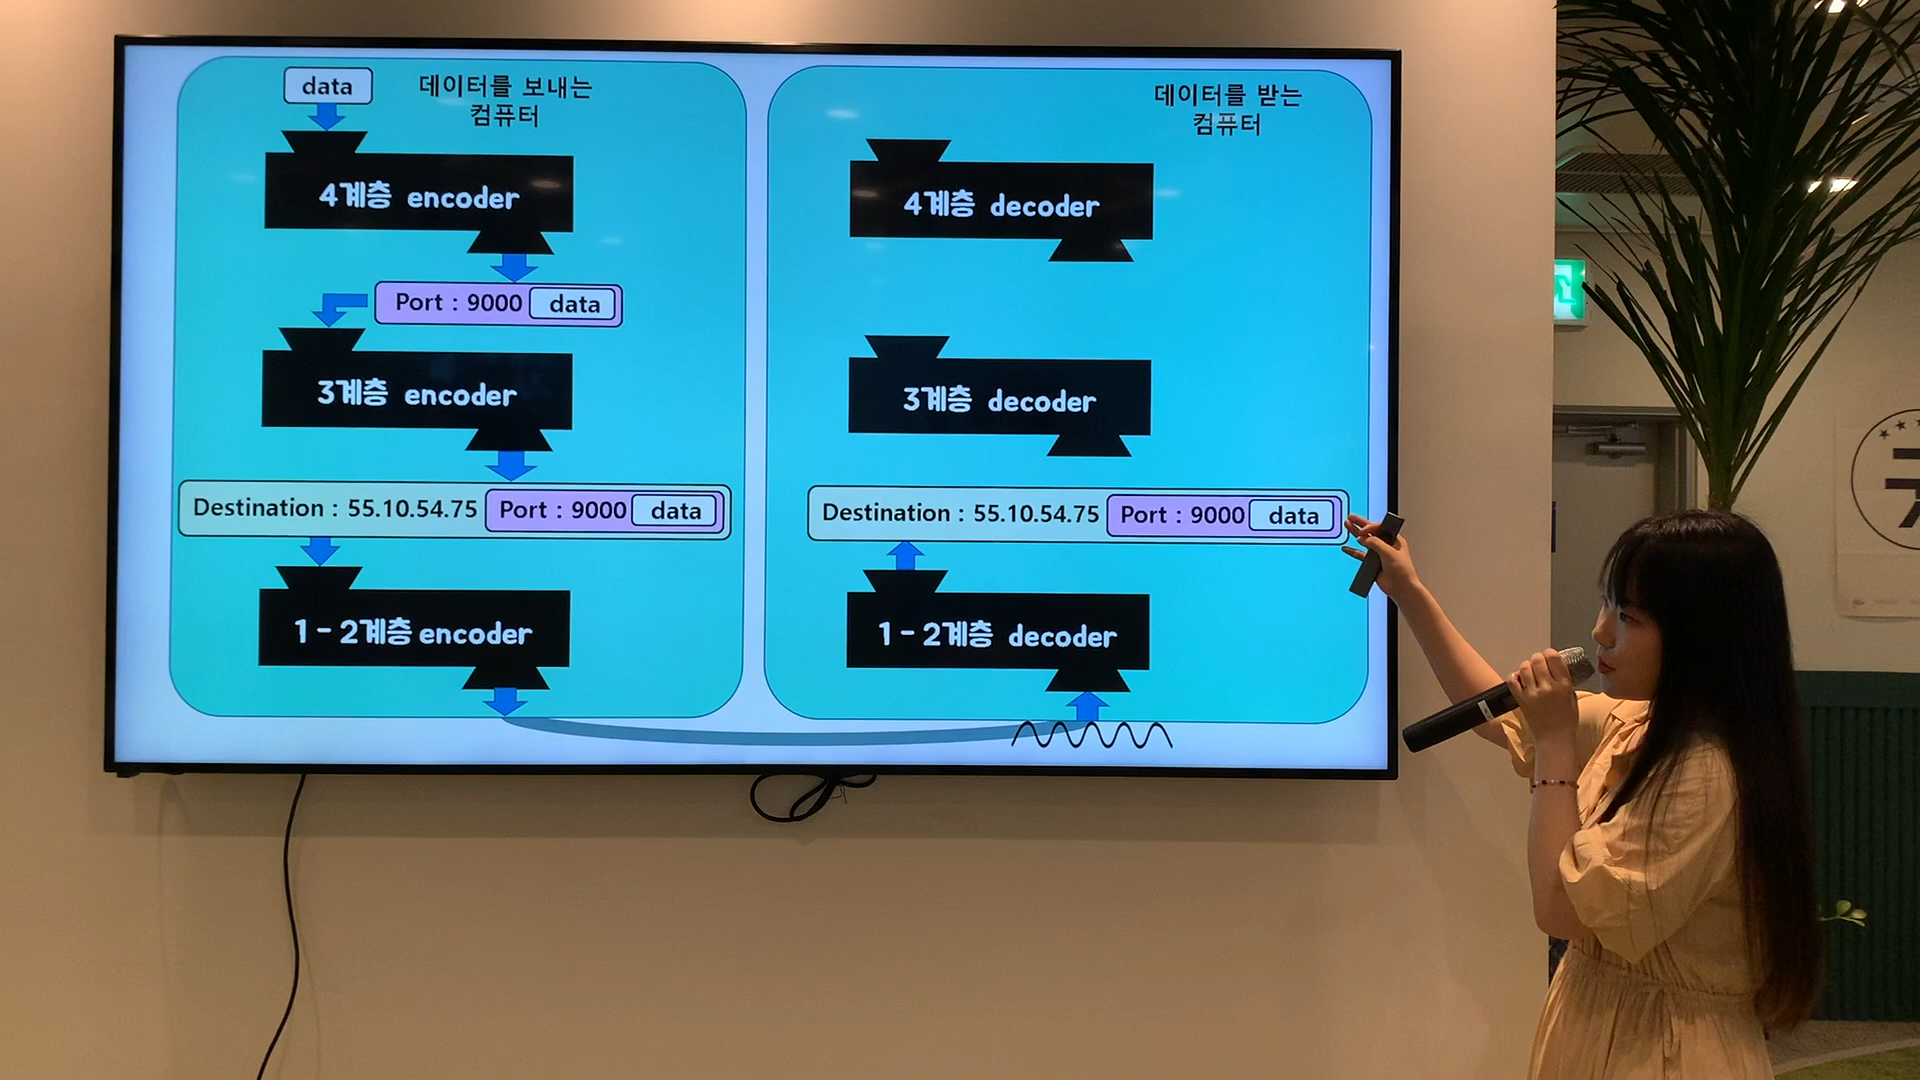 data
데이터를 보내는
컴퓨터
4계층 encoder
Port : 9000 data
3계층 encoder
Destination : 55.10.54.75 Port : 9000 data
1 - 2계층 encoder
데이터를 받는
컴퓨터
4계층 decoder
3계층 decoder
Destination : 55.10.54.75 Port : 9000 data
1 - 2계층 decoder